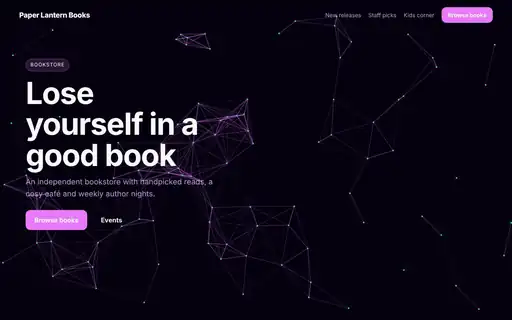 Paper Lantern Books
New releases
Staff picks
Kids corner
Browse books
BOOKSTORE
Lose
yourself in a
good book
An independent bookstore with handpicked reads, a
cosy café and weekly author nights.
Browse books
Events